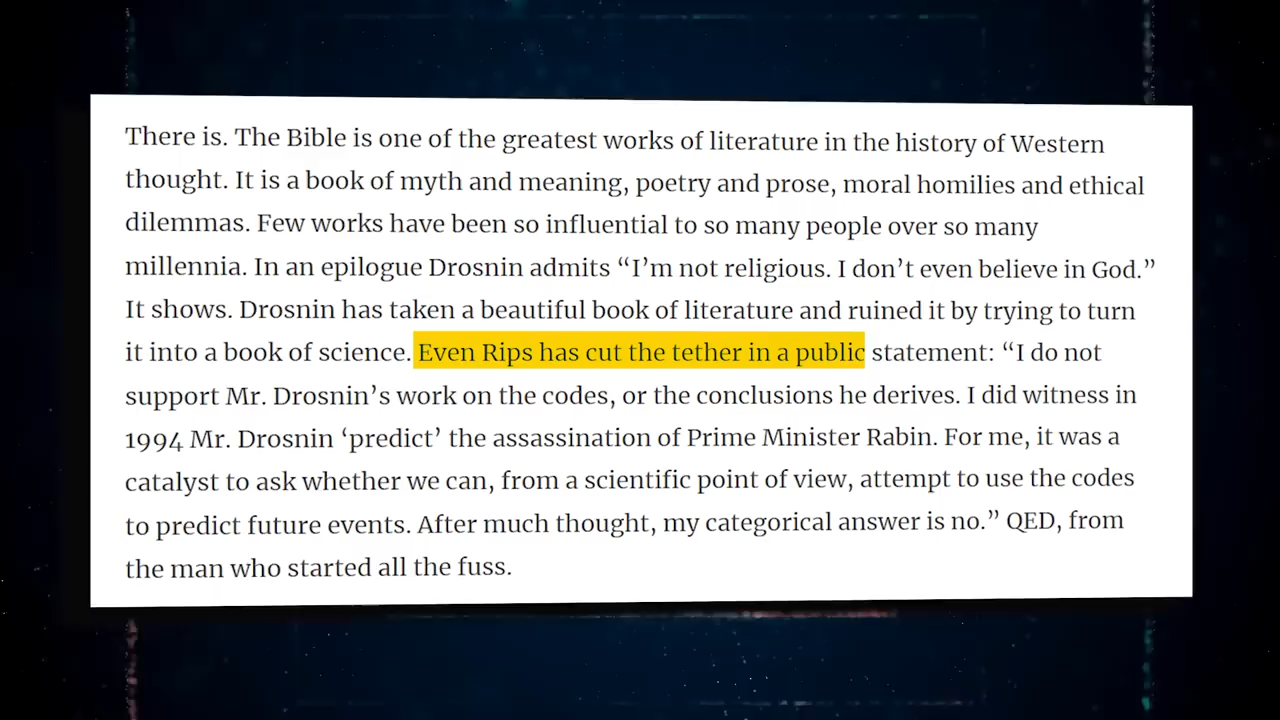 There is. The Bible is one of the greatest works of literature in the history of Western
thought. It is a book of myth and meaning, poetry and prose, moral homilies and ethical
dilemmas. Few works have been so influential to so many people over so many
millennia. In an epilogue Drosnin admits “I’m not religious. I don’t even believe in God.”
It shows. Drosnin has taken a beautiful book of literature and ruined it by trying to turn
it into a book of science. Even Rips has cut the tether in a public statement: “I do not
support Mr. Drosnin’s work on the codes, or the conclusions he derives. I did witness in
1994 Mr. Drosnin ‘predict’ the assassination of Prime Minister Rabin. For me, it was a
catalyst to ask whether we can, from a scientific point of view, attempt to use the codes
to predict future events. After much thought, my categorical answer is no.” QED, from
the man who started all the fuss.